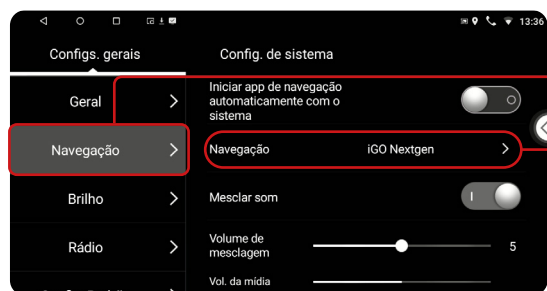 13:36
Configs. gerais
Config. de sistema
Geral
Navegação
Brilho
Rádio
Iniciar app de navegação
automaticamente com o
sistema
Navegação iGO Nextgen
Mesclar som
Volume de
mesclagem 5
Vol. da mídia